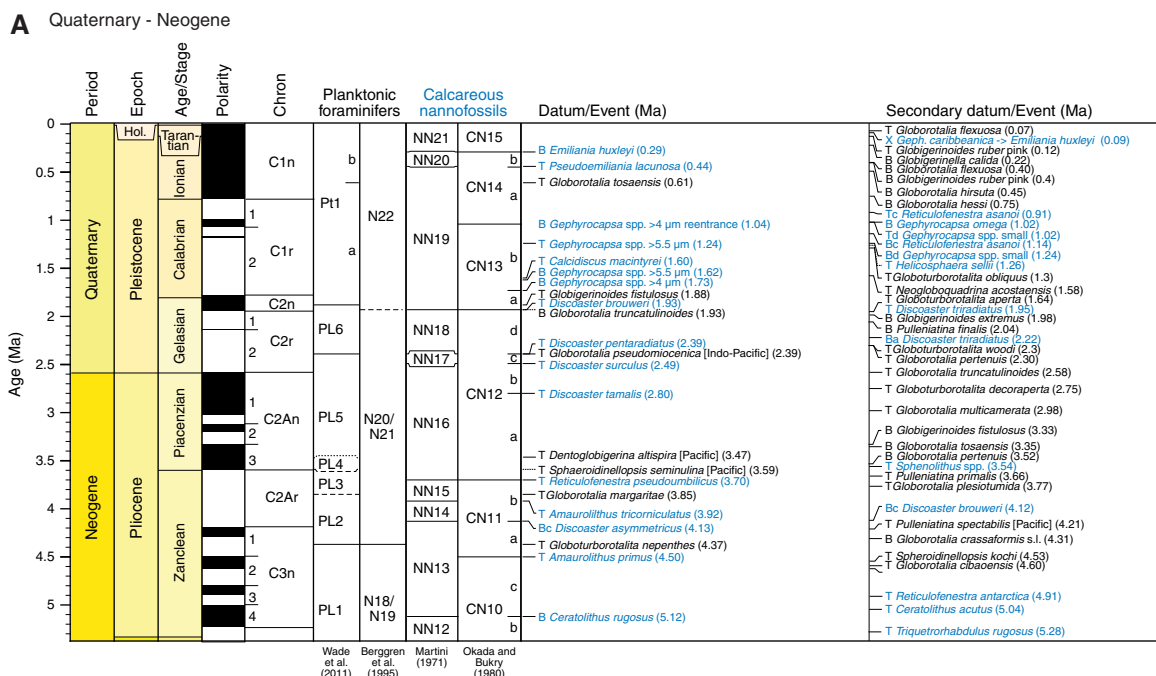 A Quaternary - Neogene
Period
Epoch
Age/Stage
Polarity
Chron
Planktonic
foraminifers
Calcareous
nannofossils
Datum/Event (Ma)
Secondary datum/Event (Ma)
Age (Ma)
0
0.5
1
1.5
2
2.5
3
3.5
4
4.5
5
Quaternary
Neogene
Hol.
Pleistocene
Pliocene
Taran-
tian
Ionian
Calabrian
Gelasian
Piacenzian
Zanclean
C1n
1
C1r
2
C2n
1
C2r
2
1
C2An
2
3
C2Ar
1
C3n
2
3
4
b
Pt1
a
PL6
PL5
PL4
PL3
PL2
PL1
N22
N20/
N21
N18/
N19
NN21
NN20
NN19
NN18
NN17
NN16
NN15
NN14
NN13
NN12
CN15
b
CN14
a
b
CN13
a
d
c
CN12
b
a
b
CN11
a
c
CN10
b
Wade
et al.
(2011)
Berggren
et al.
(1995)
Martini
(1971)
Okada and
Bukry
(1980)
B Emiliania huxleyi (0.29)
T Pseudoemiliania lacunosa (0.44)
T Globorotalia tosaensis (0.61)
B Gephyrocapsa spp. >4 µm reentrance (1.04)
T Gephyrocapsa spp. >5.5 µm (1.24)
T Calcidiscus macintyrei (1.60)
B Gephyrocapsa spp. >5.5 µm (1.62)
B Gephyrocapsa spp. >4 µm (1.73)
T Globigerinoides fistulosus (1.88)
T Discoaster brouweri (1.93)
B Globorotalia truncatulinoides (1.93)
T Discoaster pentaradiatus (2.39)
T Globorotalia pseudomiocenica [Indo-Pacific] (2.39)
T Discoaster surculus (2.49)
T Discoaster tamalis (2.80)
T Dentoglobigerina altispira [Pacific] (3.47)
T Sphaeroidinellopsis seminulina [Pacific] (3.59)
T Reticulofenestra pseudoumbilicus (3.70)
T Globorotalia margaritae (3.85)
T Amaurolilthus tricorniculatus (3.92)
Bc Discoaster asymmetricus (4.13)
T Globoturborotalita nepenthes (4.37)
T Amaurolithus primus (4.50)
B Ceratolithus rugosus (5.12)
T Globorotalia flexuosa (0.07)
X Geph. caribbeanica -> Emiliania huxleyi (0.09)
T Globigerinoides ruber pink (0.12)
B Globigerinella calida (0.22)
B Globorotalia flexuosa (0.40)
B Globigerinoides ruber pink (0.4)
B Globorotalia hirsuta (0.45)
B Globorotalia hessi (0.75)
Tc Reticulofenestra asanoi (0.91)
B Gephyrocapsa omega (1.02)
Td Gephyrocapsa spp. small (1.02)
Bc Reticulofenestra asanoi (1.14)
Bd Gephyrocapsa spp. small (1.24)
T Helicosphaera sellii (1.26)
TGloboturborotalita obliquus (1.3)
T Neogloboquadrina acostaensis (1.58)
TGloboturborotalita aperta (1.64)
T Discoaster triradiatus (1.95)
B Globigerinoides extremus (1.98)
B Pulleniatina finalis (2.04)
Ba Discoaster triradiatus (2.22)
TGloboturborotalita woodi (2.3)
T Globorotalia pertenuis (2.30)
T Globorotalia truncatulinoides (2.58)
T Globoturborotalita decoraperta (2.75)
T Globorotalia multicamerata (2.98)
B Globigerinoides fistulosus (3.33)
B Globorotalia tosaensis (3.35)
B Globorotalia pertenuis (3.52)
T Sphenolithus spp. (3.54)
T Pulleniatina primalis (3.66)
TGloborotalia plesiotumida (3.77)
Bc Discoaster brouweri (4.12)
T Pulleniatina spectabilis [Pacific] (4.21)
B Globorotalia crassaformis s.l. (4.31)
T Spheroidinellopsis kochi (4.53)
T Globorotalia cibaoensis (4.60)
T Reticulofenestra antarctica (4.91)
T Ceratolithus acutus (5.04)
T Triquetrorhabdulus rugosus (5.28)